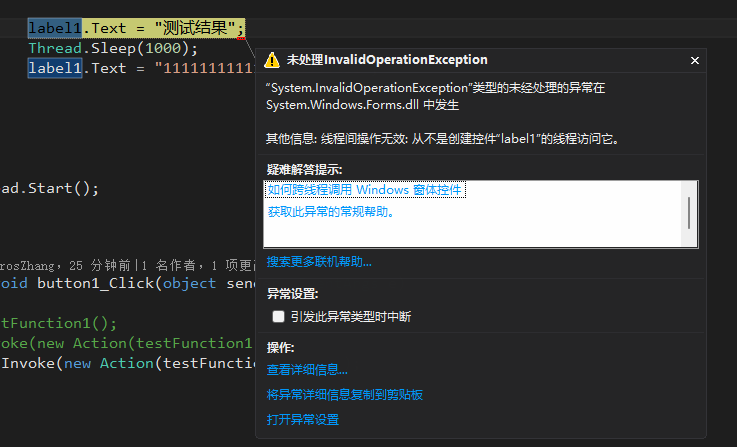 label1.Text = "测试结果";
Thread.Sleep(1000);
label1.Text = "11111111111
未处理InvalidOperationException
“System.InvalidOperationException”类型的未经处理的异常在
System.Windows.Forms.dll 中发生
其他信息: 线程间操作无效: 从不是创建控件“label1”的线程访问它。
疑难解答提示:
如何跨线程调用 Windows 窗体控件
获取此异常的常规帮助。
搜索更多联机帮助...
异常设置:
引发此异常类型时中断
操作:
查看详细信息...
将异常详细信息复制到剪贴板
打开异常设置
ad.Start();
rosZhang，25 分钟前|1 名作者，1 项更
oid button1_Click(object sen
tFunction1();
oke(new Action(testFunction1
Invoke(new Action(testFunctio